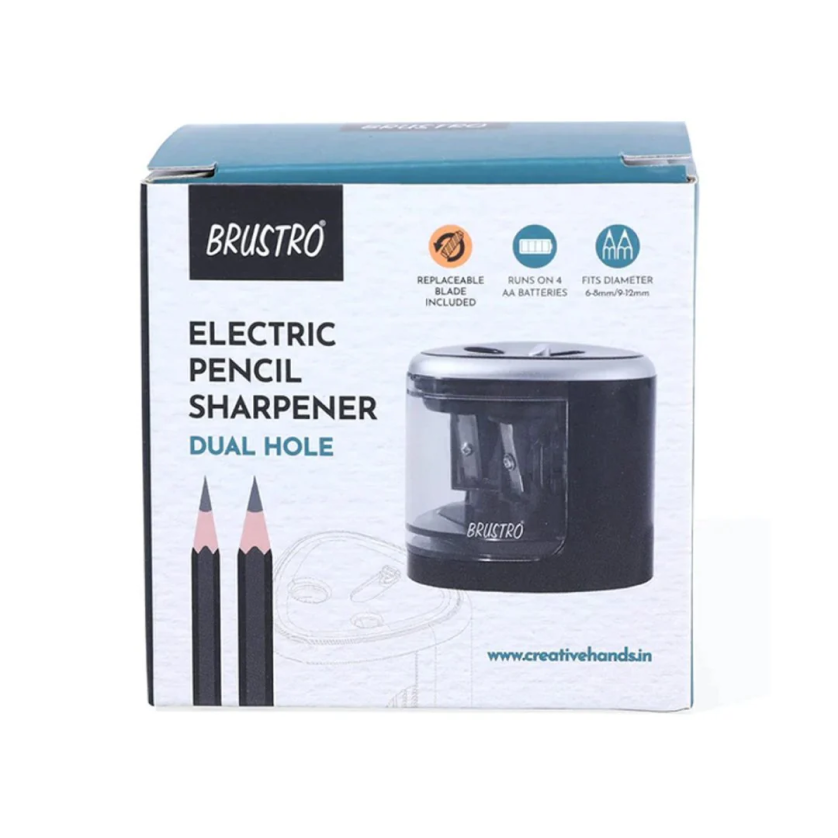 BRUSTRO
BRUSTRO®
REPLACEABLE
BLADE
INCLUDED
RUNS ON 4
AA BATTERIES
FITS DIAMETER
6-8mm/9-12mm
ELECTRIC
PENCIL
SHARPENER
DUAL HOLE
BRUSTRO
www.creativehands.in